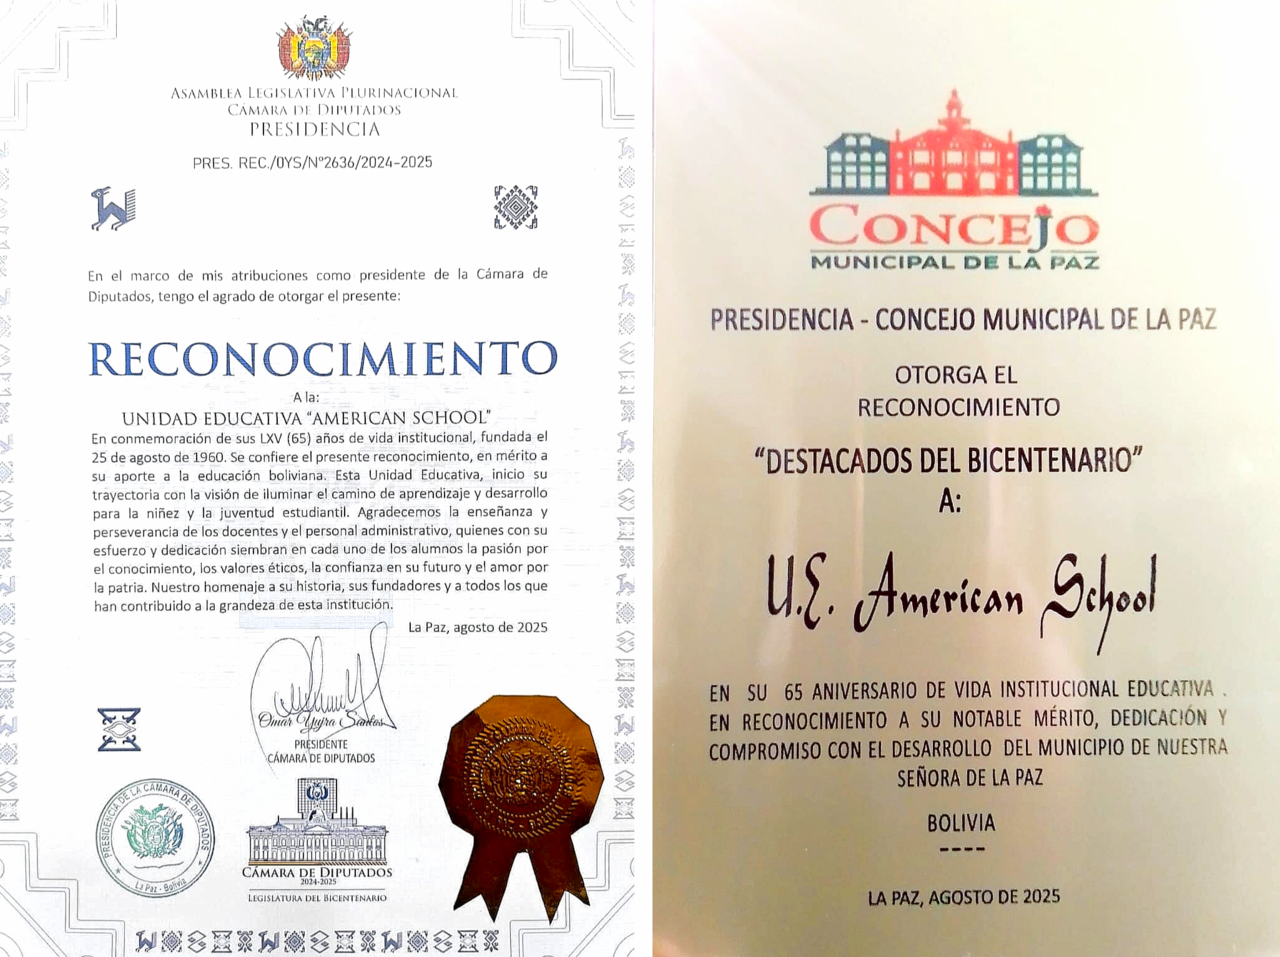 ASAMBLEA LEGISLATIVA PLURINACIONAL
CÁMARA DE DIPUTADOS
PRESIDENCIA
PRES. REC./OYS/N°2636/2024-2025
En el marco de mis atribuciones como presidente de la Cámara de
Diputados, tengo el agrado de otorgar el presente:
RECONOCIMIENTO
A la:
UNIDAD EDUCATIVA "AMERICAN SCHOOL"
En conmemoración de sus LXV (65) años de vida institucional, fundada el
25 de agosto de 1960. Se confiere el presente reconocimiento, en mérito a
su aporte a la educación boliviana. Esta Unidad Educativa, inicio su
trayectoria con la visión de iluminar el camino de aprendizaje y desarrollo
para la niñez y la juventud estudiantil. Agradecemos la enseñanza y
perseverancia de los docentes y el personal administrativo, quienes con su
esfuerzo y dedicación siembran en cada uno de los alumnos la pasión por
el conocimiento, los valores éticos, la confianza en su futuro y el amor por
la patria. Nuestro homenaje a su historia, sus fundadores y a todos los que
han contribuido a la grandeza de esta institución.
La Paz, agosto de 2025
Omar Yujra Santos
PRESIDENTE
CÁMARA DE DIPUTADOS
PRESIDENCIA DE LA CÁMARA DE DIPUTADOS
La Paz - Bolivia
CÁMARA DE DIPUTADOS
2024-2025
LEGISLATURA DEL BICENTENARIO
CONCEJO
MUNICIPAL DE LA PAZ
PRESIDENCIA - CONCEJO MUNICIPAL DE LA PAZ
OTORGA EL
RECONOCIMIENTO
"DESTACADOS DEL BICENTENARIO"
A:
U.E. American School
EN SU 65 ANIVERSARIO DE VIDA INSTITUCIONAL EDUCATIVA .
EN RECONOCIMIENTO A SU NOTABLE MÉRITO, DEDICACIÓN Y
COMPROMISO CON EL DESARROLLO DEL MUNICIPIO DE NUESTRA
SEÑORA DE LA PAZ
BOLIVIA
----
LA PAZ, AGOSTO DE 2025